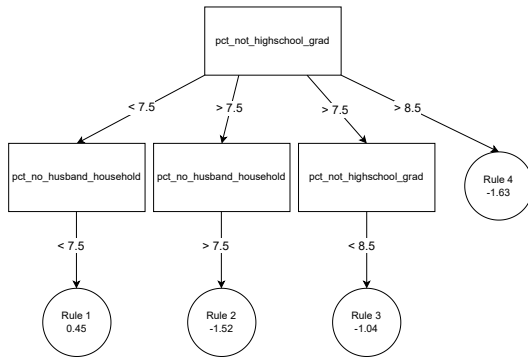 pct_not_highschool_grad
< 7.5
> 7.5
> 7.5
> 8.5
pct_no_husband_household
pct_no_husband_household
pct_not_highschool_grad
Rule 4
-1.63
< 7.5
> 7.5
< 8.5
Rule 1
0.45
Rule 2
-1.52
Rule 3
-1.04